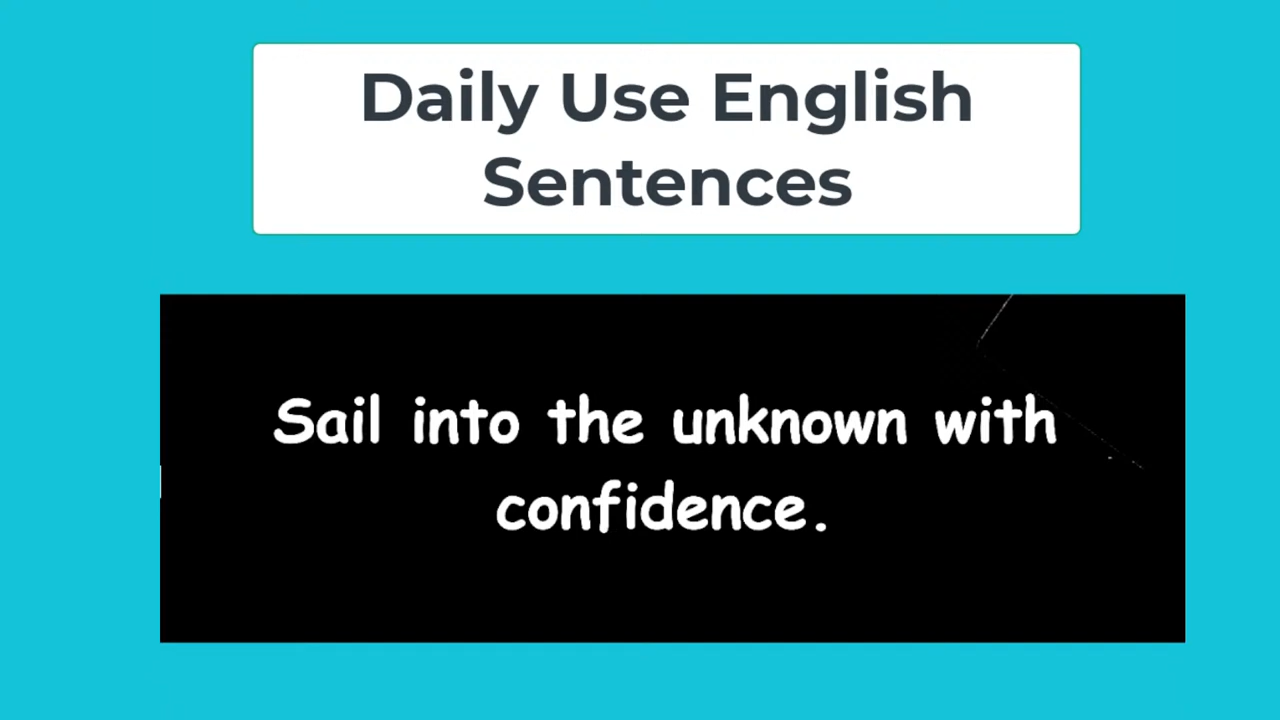 Daily Use English
Sentences
Sail into the unknown with
confidence.